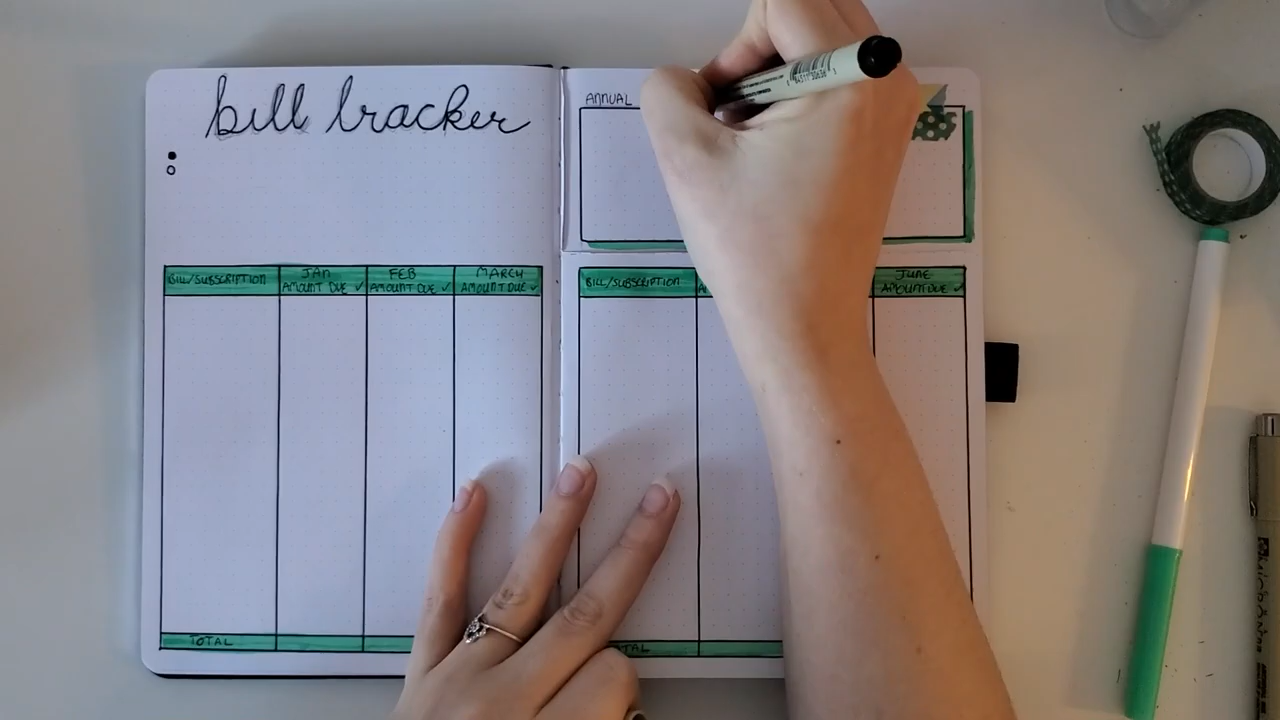 bill tracker
ANNUAL
BILL/SUBSCRIPTION
JAN
AMOUNT DUE ✓
FEB
AMOUNT DUE ✓
MARCH
AMOUNT DUE ✓
TOTAL
BILL/SUBSCRIPTION
JUNE
AMOUNT DUE ✓